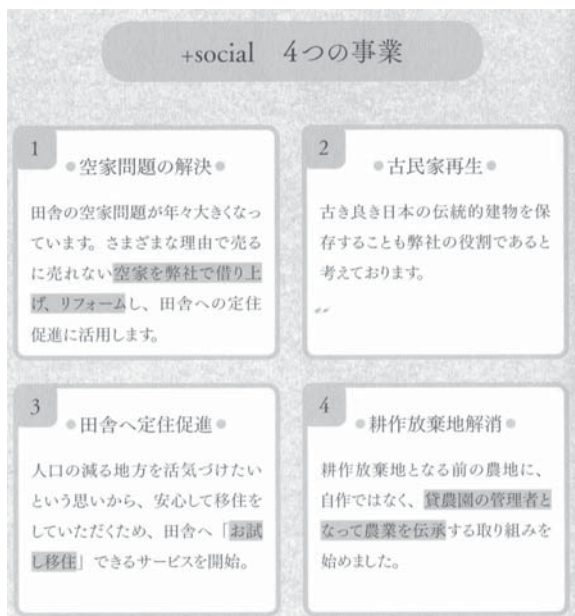 +social 4つの事業
1
●空家問題の解決●
田舎の空家問題が年々大きくなっ
ています。さまざまな理由で売る
に売れない空家を弊社で借り上
げ、リフォームし、田舎への定住
促進に活用します。
2
●古民家再生●
古き良き日本の伝統的建物を保
存することも弊社の役割であると
考えております。
3
●田舎へ定住促進●
人口の減る地方を活気づけたい
という思いから、安心して移住を
していただくため、田舎へ「お試
し移住」できるサービスを開始。
4
●耕作放棄地解消●
耕作放棄地となる前の農地に、
自作ではなく、貸農園の管理者と
なって農業を伝承する取り組みを
始めました。